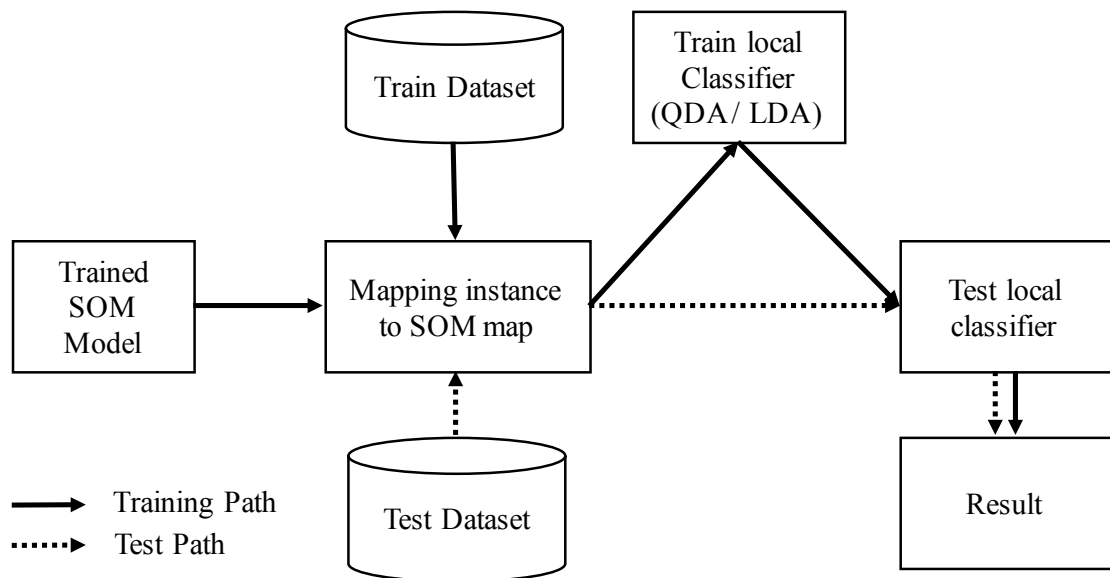 Train Dataset
Train local
Classifier
(QDA / LDA)
Trained
SOM
Model
Mapping instance
to SOM map
Test local
classifier
Test Dataset
Result
Training Path
Test Path